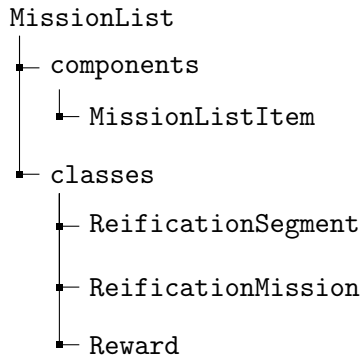 MissionList
components
MissionListItem
classes
ReificationSegment
ReificationMission
Reward